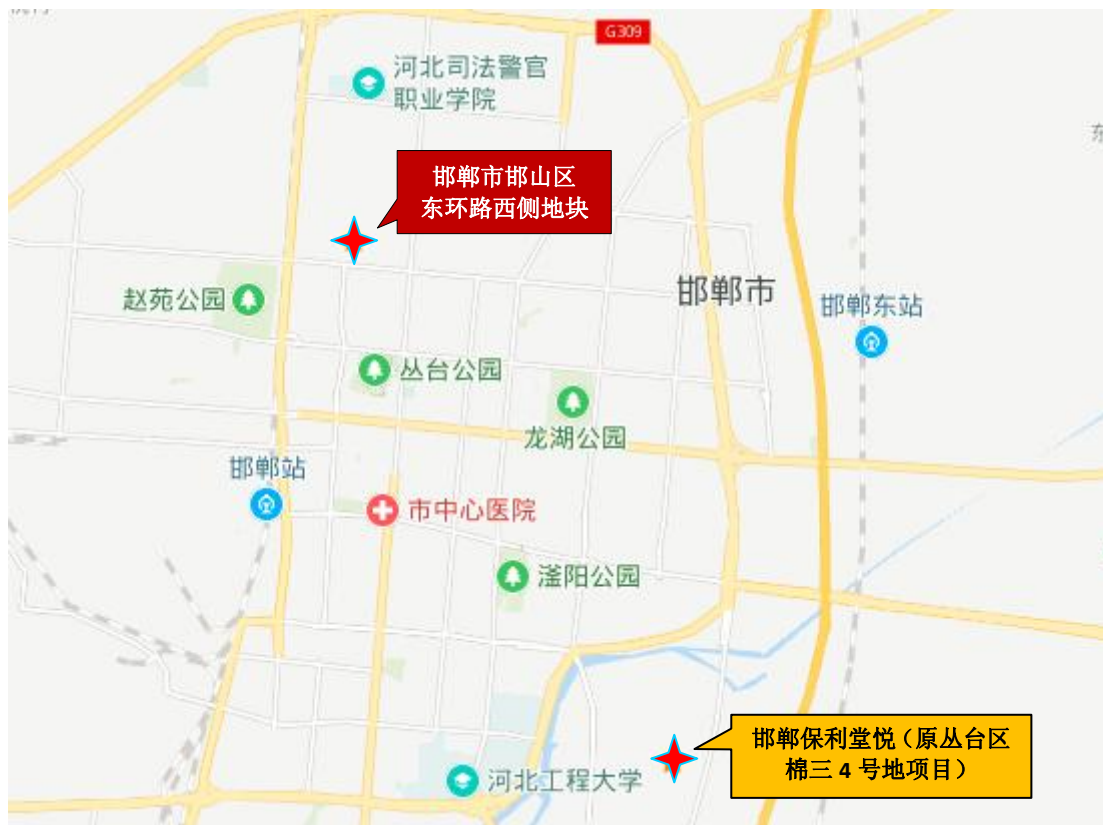 G309
河北司法警官
职业学院
邯郸市邯山区
东环路西侧地块
东
赵苑公园
邯郸市
邯郸东站
丛台公园
龙湖公园
邯郸站
市中心医院
滏阳公园
邯郸保利堂悦（原丛台区
棉三 4 号地项目）
河北工程大学